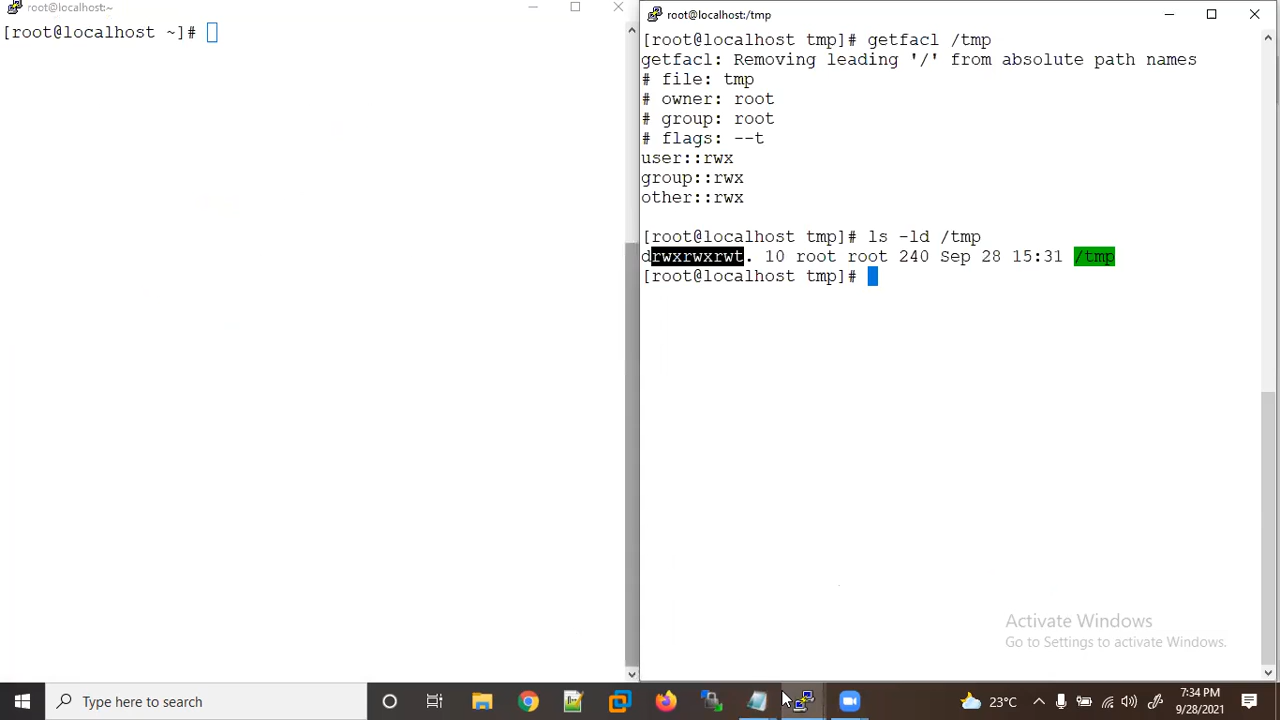 root@localhost:~
[root@localhost ~]#
root@localhost:/tmp
[root@localhost tmp]# getfacl /tmp
getfacl: Removing leading '/' from absolute path names
# file: tmp
# owner: root
# group: root
# flags: --t
user::rwx
group::rwx
other::rwx
[root@localhost tmp]# ls -ld /tmp
drwxrwxrwt. 10 root root 240 Sep 28 15:31 /tmp
[root@localhost tmp]#
Activate Windows
Go to Settings to activate Windows.
Type here to search
23°C
7:34 PM
9/28/2021